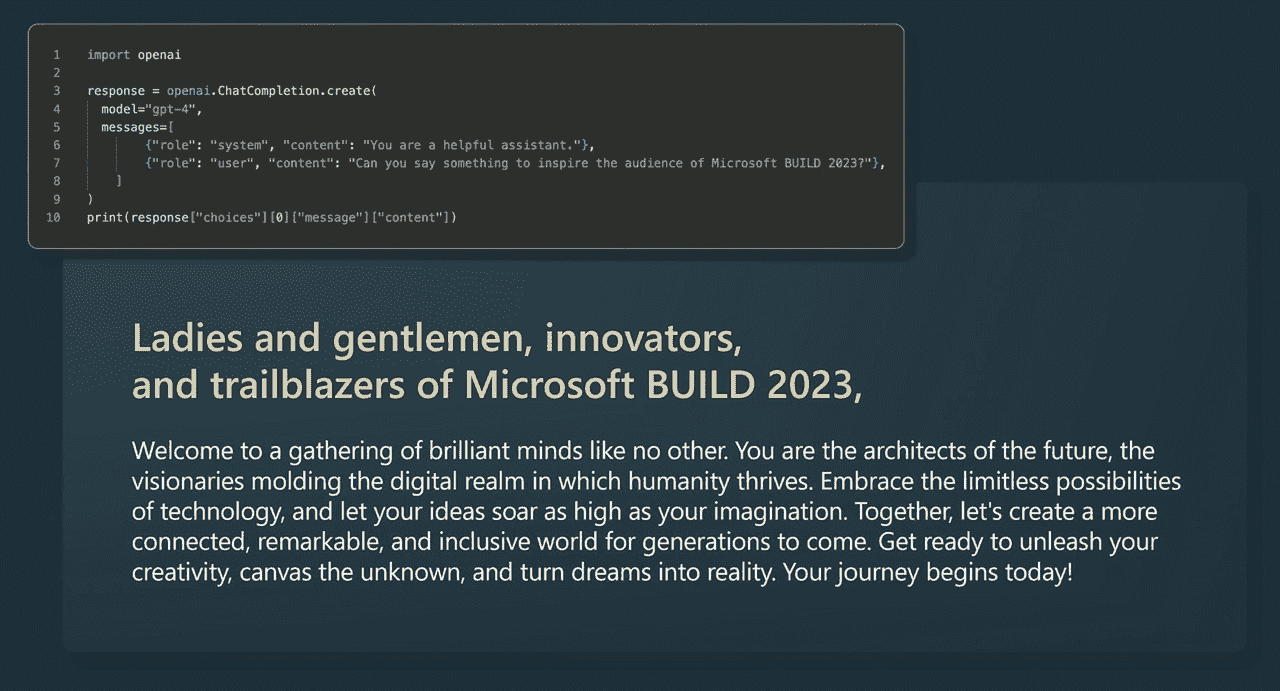 1 import openai
2
3 response = openai.ChatCompletion.create(
4 model="gpt-4",
5 messages=[
6 {"role": "system", "content": "You are a helpful assistant."},
7 {"role": "user", "content": "Can you say something to inspire the audience of Microsoft BUILD 2023?"},
8 ]
9 )
10 print(response["choices"][0]["message"]["content"])
Ladies and gentlemen, innovators,
and trailblazers of Microsoft BUILD 2023,
Welcome to a gathering of brilliant minds like no other. You are the architects of the future, the
visionaries molding the digital realm in which humanity thrives. Embrace the limitless possibilities
of technology, and let your ideas soar as high as your imagination. Together, let's create a more
connected, remarkable, and inclusive world for generations to come. Get ready to unleash your
creativity, canvas the unknown, and turn dreams into reality. Your journey begins today!